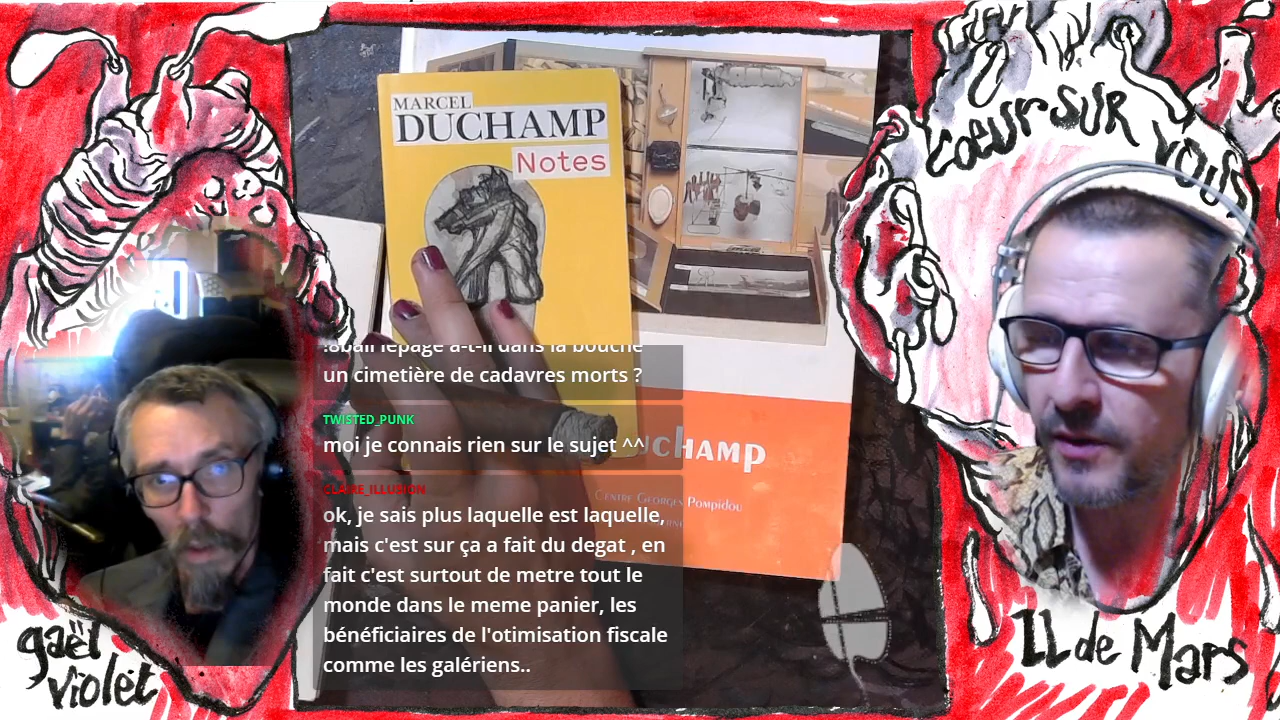 MARCEL
DUCHAMP
Notes
cœur sur
vous
un cimetière de cadavres morts ?
TWISTED_PUNK
moi je connais rien sur le sujet ^^
CLAIRE_ILLUSION
ok, je sais plus laquelle est laquelle,
mais c'est sur ça a fait du degat , en
fait c'est surtout de metre tout le
monde dans le meme panier, les
bénéficiaires de l'otimisation fiscale
comme les galériens..
Centre Georges Pompidou
gaël
violet
LL de Mars